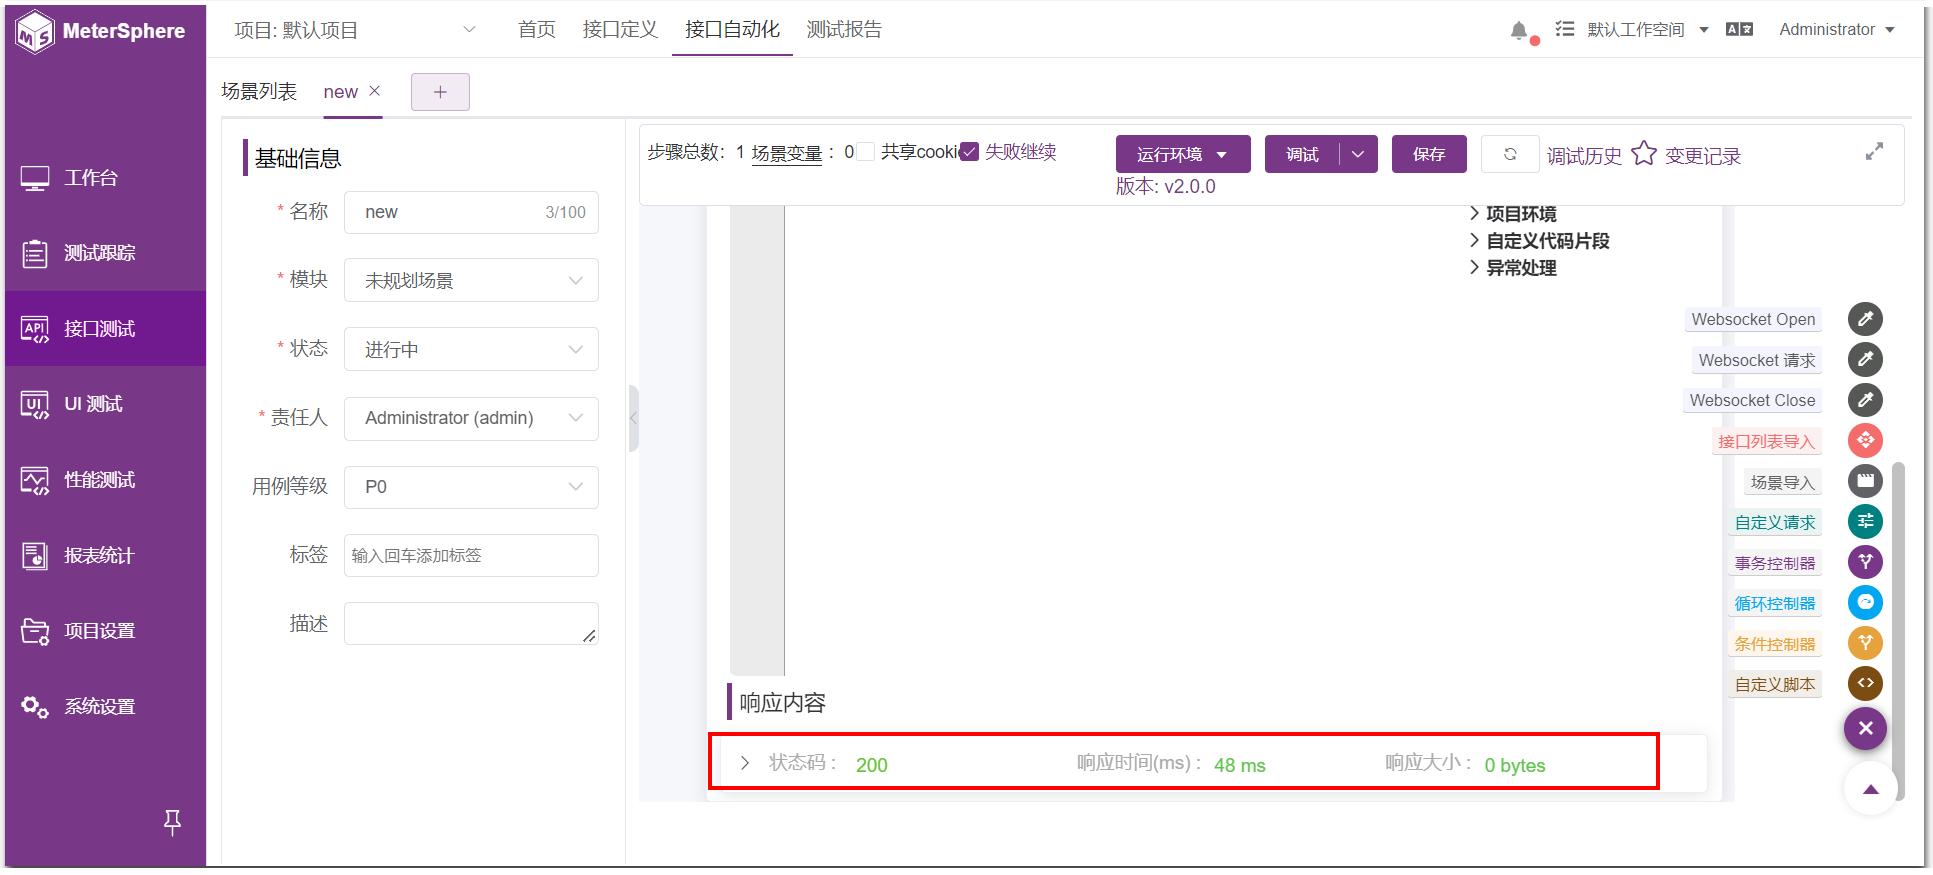 MeterSphere
项目: 默认项目
首页 接口定义 接口自动化 测试报告
默认工作空间
Administrator
场景列表 new
+
工作台
测试跟踪
接口测试
UI 测试
性能测试
报表统计
项目设置
系统设置
基础信息
* 名称 new 3/100
* 模块 未规划场景
* 状态 进行中
* 责任人 Administrator (admin)
用例等级 P0
标签 输入回车添加标签
描述
步骤总数：1 场景变量：0 共享cooki 失败继续
运行环境 调试 保存 调试历史 变更记录
版本: v2.0.0
项目环境
自定义代码片段
异常处理
Websocket Open
Websocket 请求
Websocket Close
接口列表导入
场景导入
自定义请求
事务控制器
循环控制器
条件控制器
自定义脚本
响应内容
状态码： 200 响应时间(ms)： 48 ms 响应大小： 0 bytes